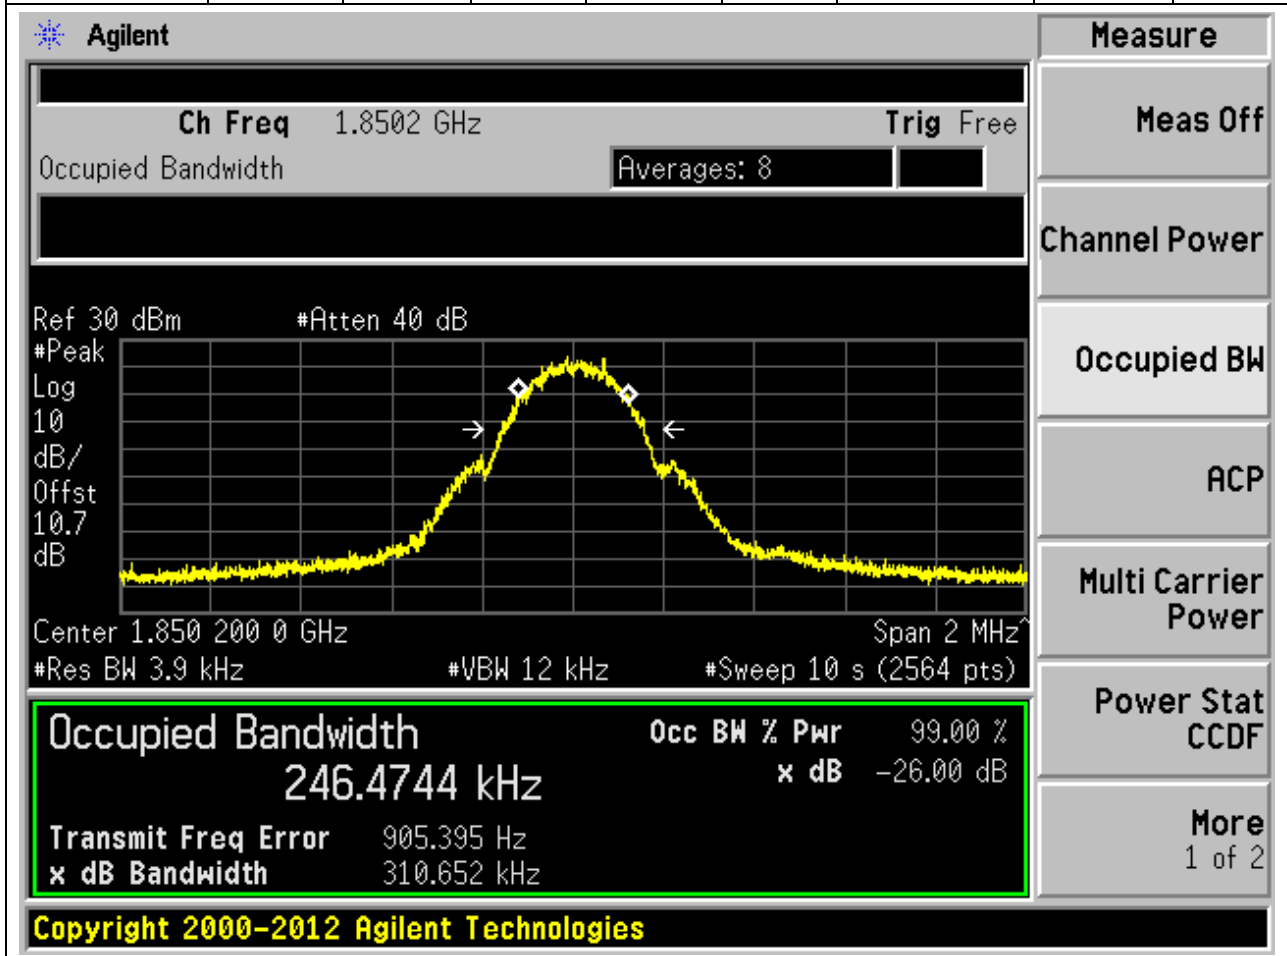 Agilent
Measure
Ch Freq 1.8502 GHz Trig Free
Occupied Bandwidth Averages: 8
Meas Off
Channel Power
Occupied BW
ACP
Multi Carrier
Power
Power Stat
CCDF
More
1 of 2
Ref 30 dBm #Atten 40 dB
#Peak
Log
10
dB/
Offst
10.7
dB
Center 1.850 200 0 GHz Span 2 MHz^
#Res BW 3.9 kHz #VBW 12 kHz #Sweep 10 s (2564 pts)
Occupied Bandwidth
246.4744 kHz
Occ BW % Pwr 99.00 %
x dB -26.00 dB
Transmit Freq Error 905.395 Hz
x dB Bandwidth 310.652 kHz
Copyright 2000-2012 Agilent Technologies